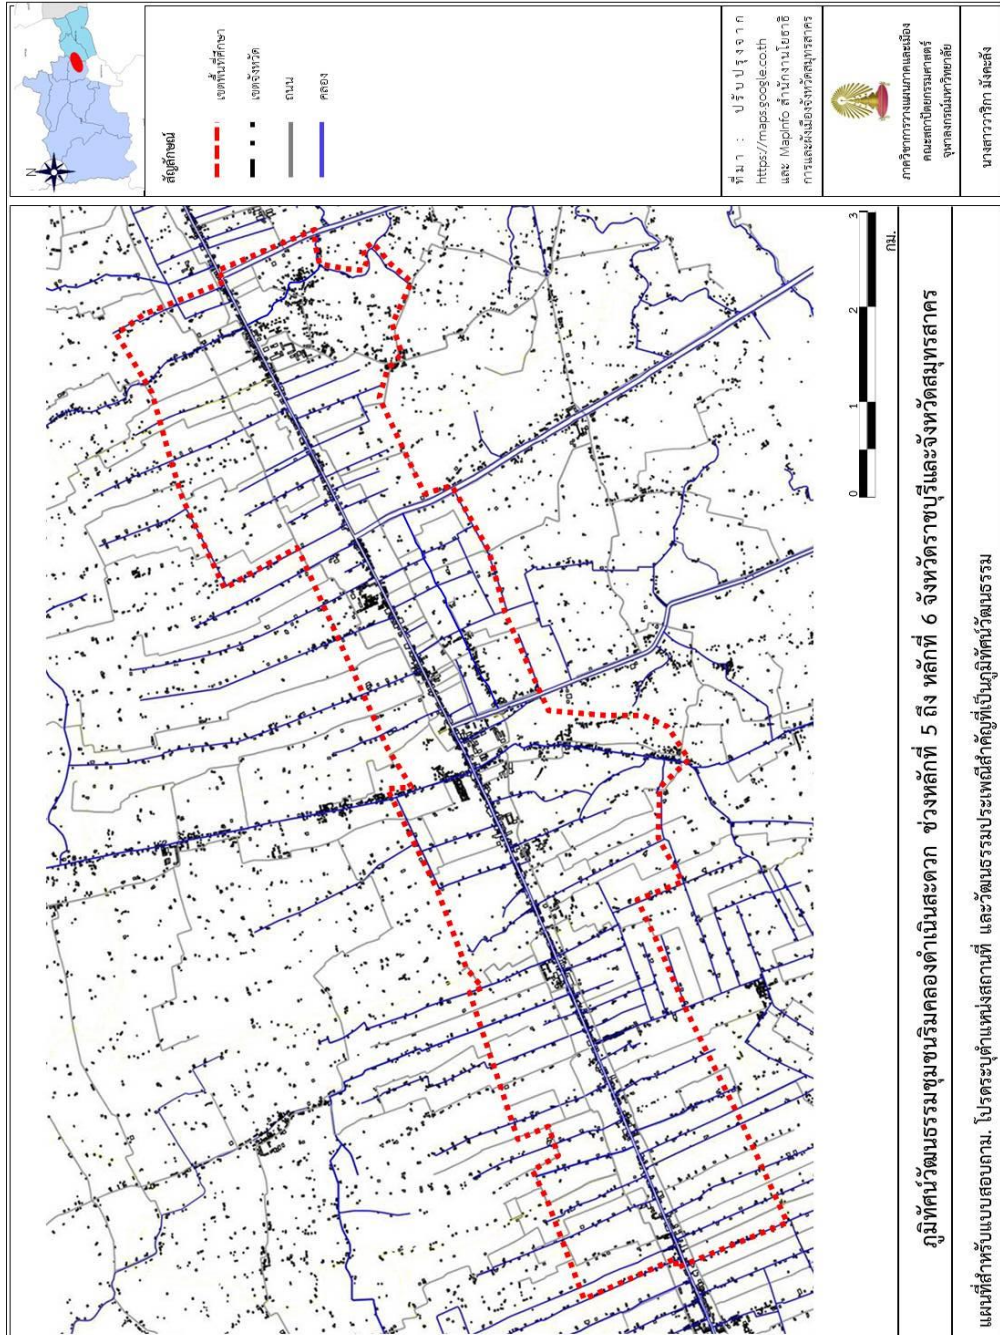 N
สัญลักษณ์
เขตพื้นที่ศึกษา
เขตจังหวัด
ถนน
คลอง
ที่มา : ปรับปรุงจาก
https://maps.google.co.th
และ MapInfo สำนักงานโยธาธิ
การและผังเมืองจังหวัดสมุทรสาคร
ภาควิชาการวางแผนภาคและเมือง
คณะสถาปัตยกรรมศาสตร์
จุฬาลงกรณ์มหาวิทยาลัย
นางสาววาริกา มังกะลัง
0 1 2 3
กม.
ภูมิทัศน์วัฒนธรรมชุมชนริมคลองดำเนินสะดวก ช่วงหลักที่ 5 ถึง หลักที่ 6 จังหวัดราชบุรีและจังหวัดสมุทรสาคร
แผนที่สำหรับแบบสอบถาม. โปรดระบุตำแหน่งสถานที่ และวัฒนธรรมประเพณีสำคัญที่เป็นภูมิทัศน์วัฒนธรรม